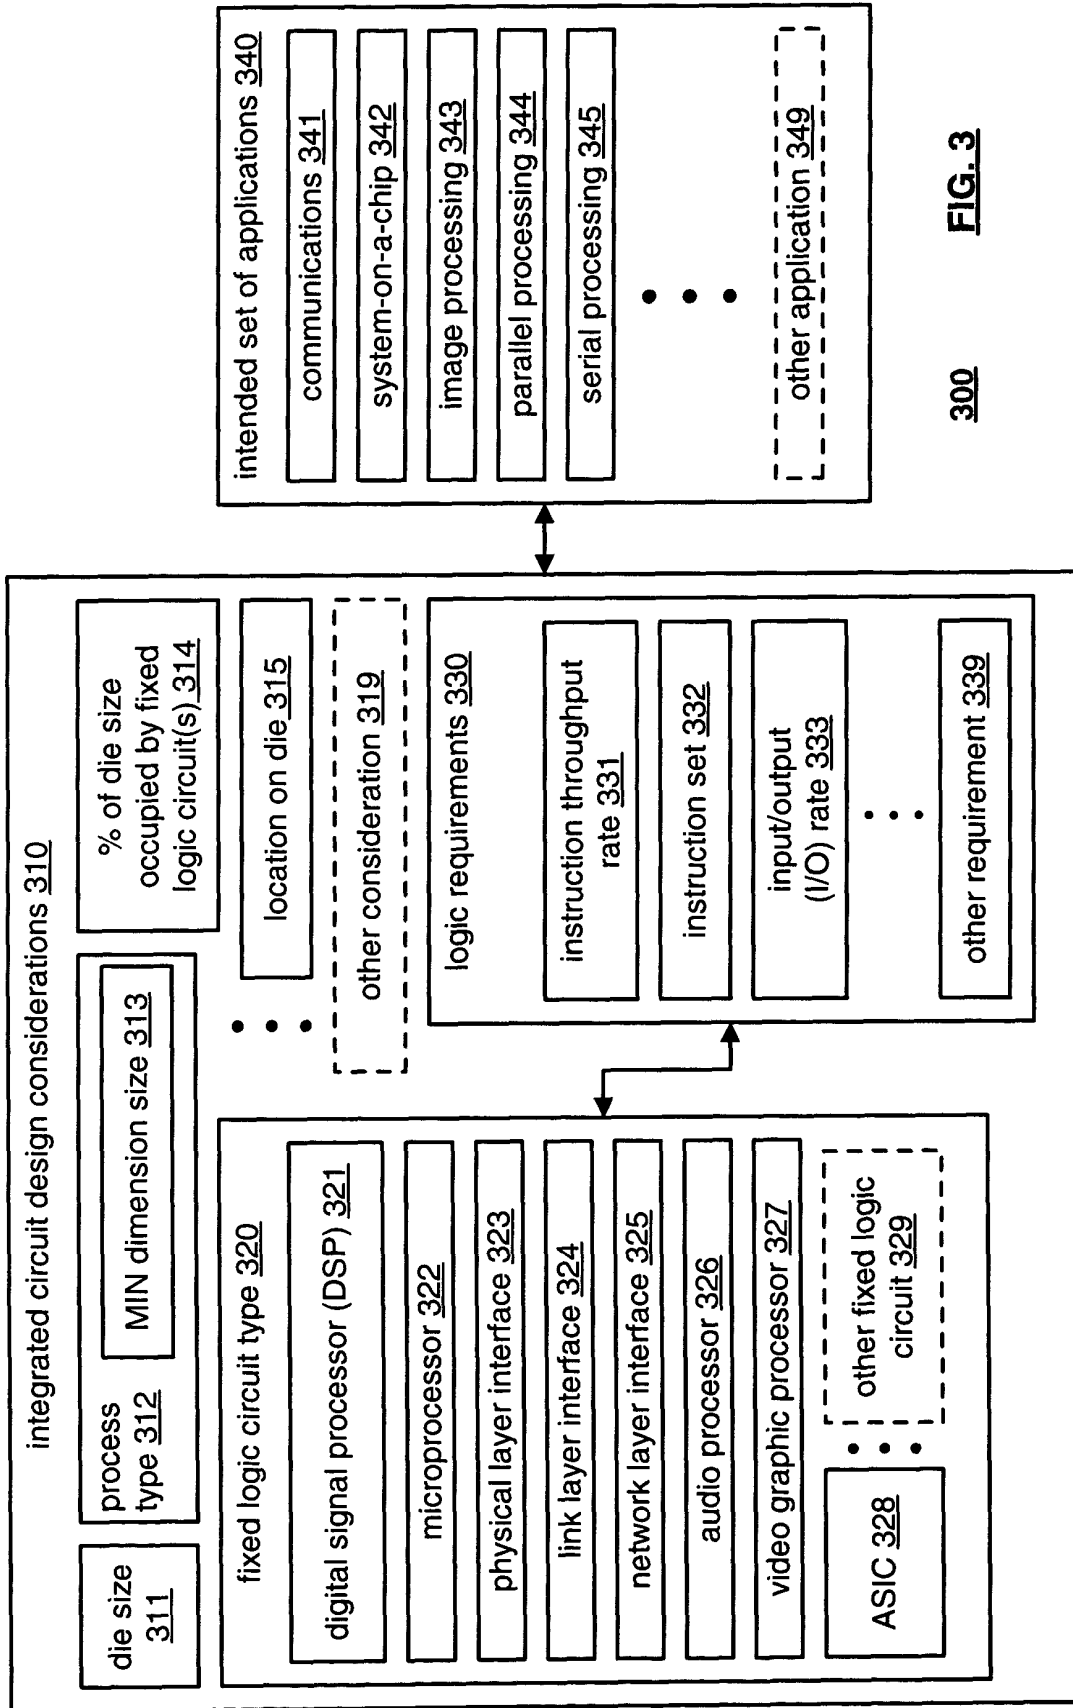 integrated circuit design considerations 310
die size
311
process
type 312
MIN dimension size 313
% of die size
occupied by fixed
logic circuit(s) 314
location on die 315
other consideration 319
fixed logic circuit type 320
digital signal processor (DSP) 321
microprocessor 322
physical layer interface 323
link layer interface 324
network layer interface 325
audio processor 326
video graphic processor 327
ASIC 328
other fixed logic
circuit 329
logic requirements 330
instruction throughput
rate 331
instruction set 332
input/output
(I/O) rate 333
other requirement 339
intended set of applications 340
communications 341
system-on-a-chip 342
image processing 343
parallel processing 344
serial processing 345
other application 349
300
FIG. 3